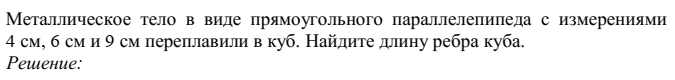 Металлическое тело в виде прямоугольного параллелепипеда с измерениями
4 см, 6 см и 9 см переплавили в куб. Найдите длину ребра куба.
Решение: